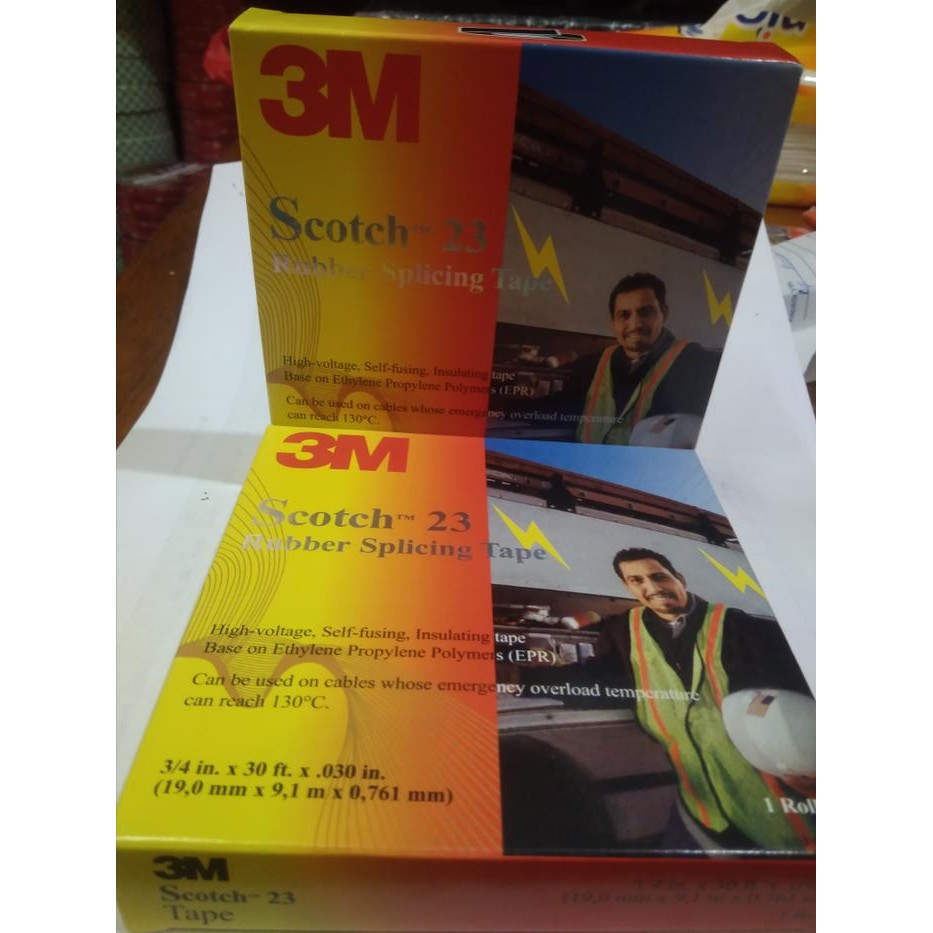 3M
Scotch™ 23
Rubber Splicing Tape
High-voltage, Self-fusing, Insulating tape
Base on Ethylene Propylene Polymers (EPR)
Can be used on cables whose emergency overload temperature
can reach 130°C.
3M
Scotch™ 23
Rubber Splicing Tape
High-voltage, Self-fusing, Insulating tape
Base on Ethylene Propylene Polymers (EPR)
Can be used on cables whose emergency overload temperature
can reach 130°C.
3/4 in. x 30 ft. x .030 in.
(19,0 mm x 9,1 m x 0,761 mm)
1 Roll
3M
Scotch™ 23
Tape